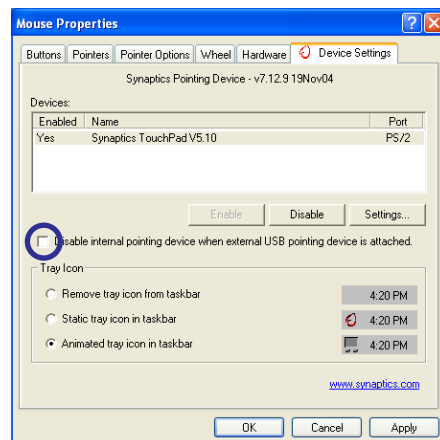 Mouse Properties
Buttons Pointers Pointer Options Wheel Hardware Device Settings
Synaptics Pointing Device - v7.12.9 19Nov04
Devices:
Enabled Name Port
Yes Synaptics TouchPad V5.10 PS/2
Enable Disable Settings...
Disable internal pointing device when external USB pointing device is attached.
Tray Icon
Remove tray icon from taskbar 4:20 PM
Static tray icon in taskbar 4:20 PM
Animated tray icon in taskbar 4:20 PM
www.synaptics.com
OK Cancel Apply